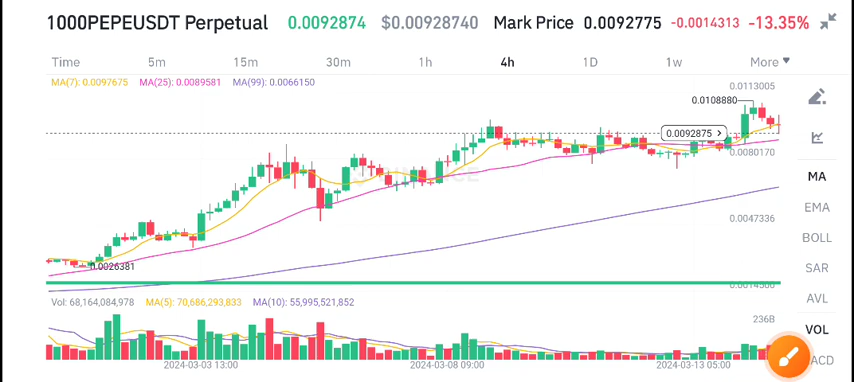 1000PEPEUSDT Perpetual 0.0092874 $0.00928740 Mark Price 0.0092775 -0.0014313 -13.35%
Time 5m 15m 30m 1h 4h 1D 1w More
MA(7): 0.0097675 MA(25): 0.0089581 MA(99): 0.0066150
0.0113005
0.0108880
0.0092875
0.0080170
MA
EMA
0.0047336
BOLL
0.0026381
SAR
Vol: 68,164,084,978 MA(5): 70,686,293,833 MA(10): 55,995,521,852
AVL
236B
VOL
2024-03-03 13:00 2024-03-08 09:00 2024-03-13 05:00
ACD